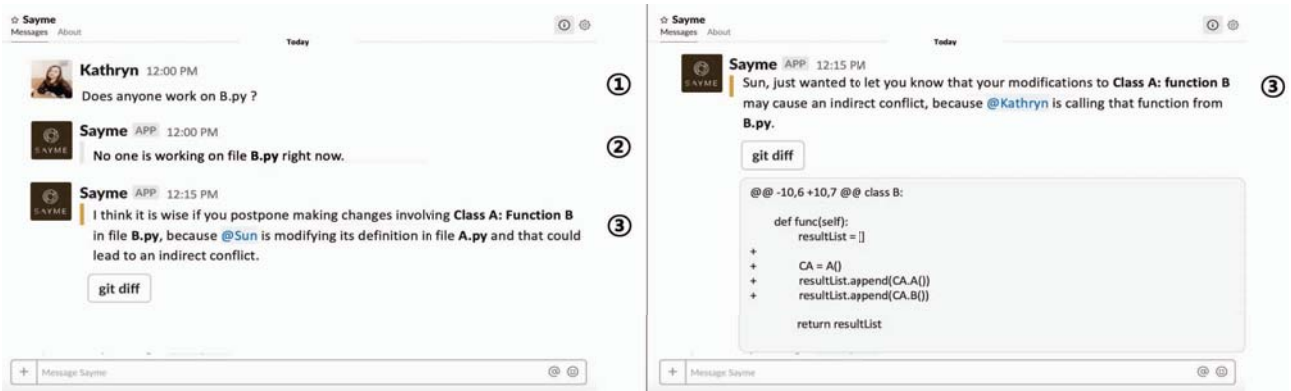 ☆ Sayme
Messages About
Today
Kathryn 12:00 PM
Does anyone work on B.py ?
①
SAYME
Sayme APP 12:00 PM
No one is working on file B.py right now.
②
SAYME
Sayme APP 12:15 PM
I think it is wise if you postpone making changes involving Class A: Function B
in file B.py, because @Sun is modifying its definition in file A.py and that could
lead to an indirect conflict.
③
git diff
+ Message Sayme @
☆ Sayme
Messages About
Today
SAYME
Sayme APP 12:15 PM
Sun, just wanted to let you know that your modifications to Class A: function B
may cause an indirect conflict, because @Kathryn is calling that function from
B.py.
③
git diff
@@ -10,6 +10,7 @@ class B:
def func(self):
resultList = []
+
+ CA = A()
+ resultList.append(CA.A())
+ resultList.append(CA.B())
return resultList
+ Message Sayme @